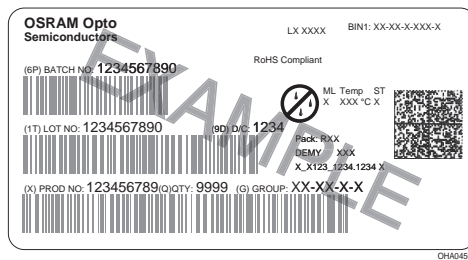 OSRAM Opto
Semiconductors
LX XXXX BIN1: XX-XX-X-XXX-X
RoHS Compliant
(6P) BATCH NO: 1234567890
ML Temp ST
X XXX °C X
(1T) LOT NO: 1234567890 (9D) D/C: 1234
Pack: RXX
DEMY XXX
X_X123_1234.1234 X
(X) PROD NO: 123456789(Q)QTY: 9999 (G) GROUP: XX-XX-X-X
EXAMPLE
OHA04563